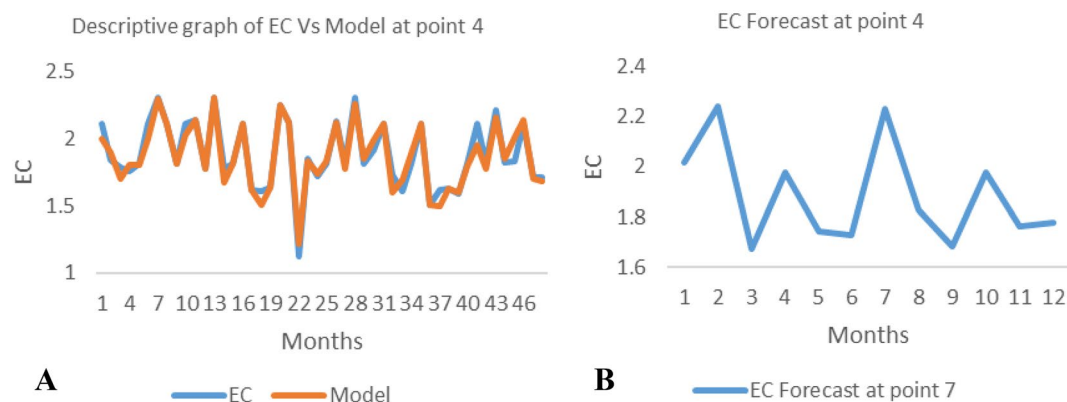 Descriptive graph of EC Vs Model at point 4
2.5
2
1.5
1
EC
1 4 7 10 13 16 19 22 25 28 31 34 37 40 43 46
Months
A
EC Model
EC Forecast at point 4
2.4
2.2
2
1.8
1.6
EC
1 2 3 4 5 6 7 8 9 10 11 12
Months
B
EC Forecast at point 7